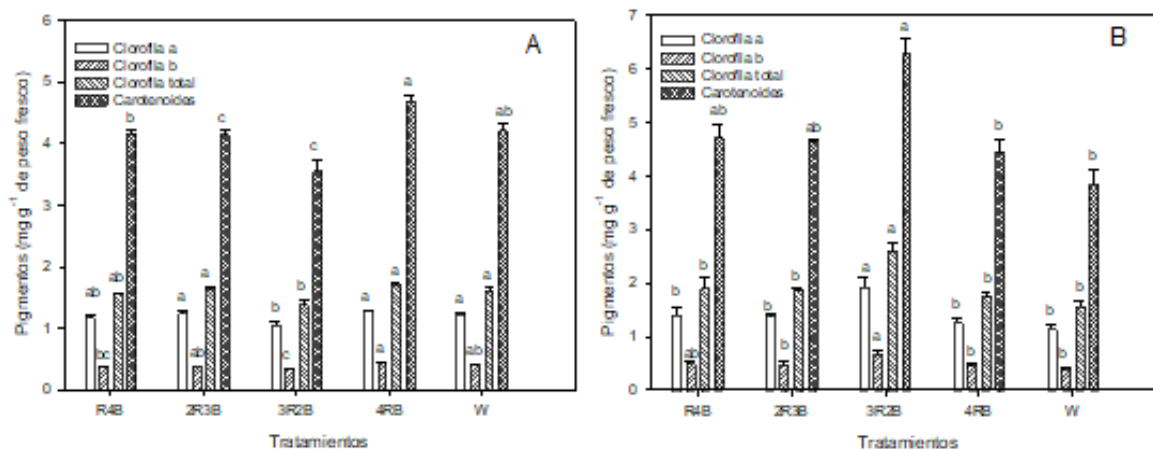 A
Pigmentos (mg g⁻¹ de peso fresco)
6
5
4
3
2
1
0
Clorofila a
Clorofila b
Clorofila total
Carotenoides
ab
bc
ab
b
a
ab
a
c
b
c
b
c
a
a
a
a
a
ab
a
ab
R4B
2R3B
3R2B
4RB
W
Tratamientos
B
Pigmentos (mg g⁻¹ de peso fresco)
7
6
5
4
3
2
1
0
Clorofila a
Clorofila b
Clorofila total
Carotenoides
b
ab
b
ab
b
b
b
ab
a
a
a
a
b
b
b
b
b
b
b
b
R4B
2R3B
3R2B
4RB
W
Tratamientos